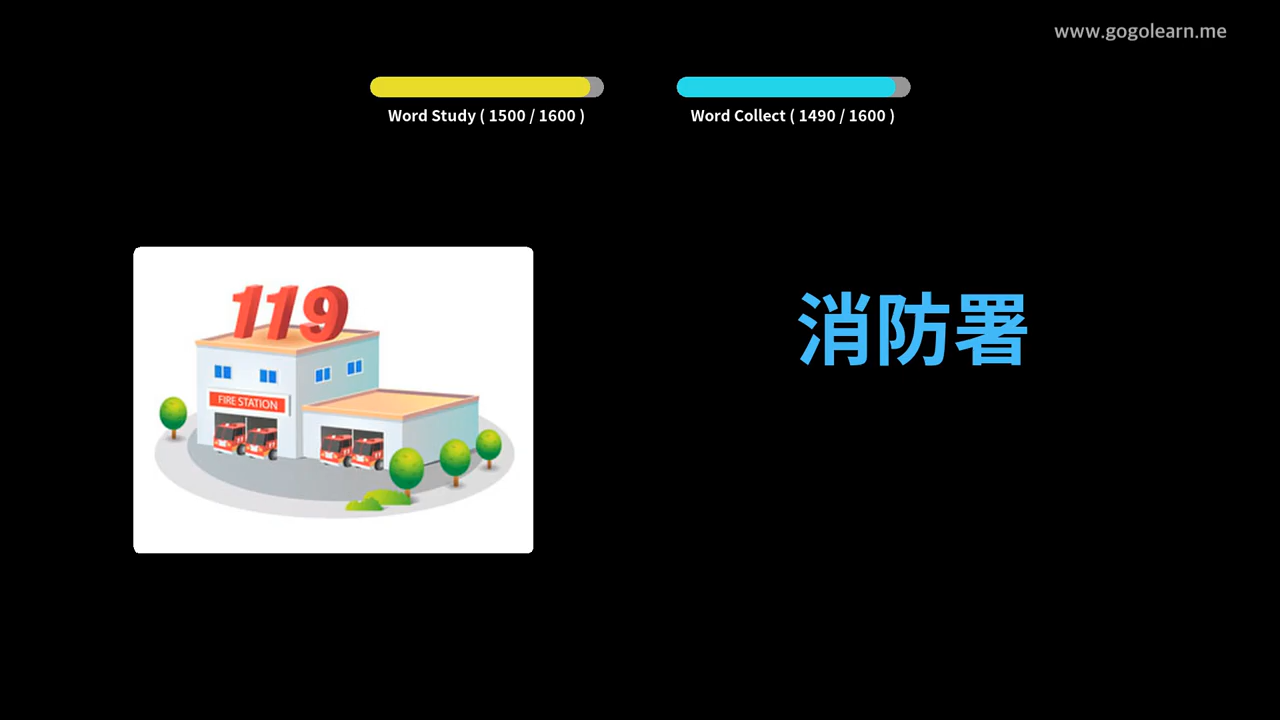 www.gogolearn.me
Word Study ( 1500 / 1600 )
Word Collect ( 1490 / 1600 )
119
FIRE STATION
消防署